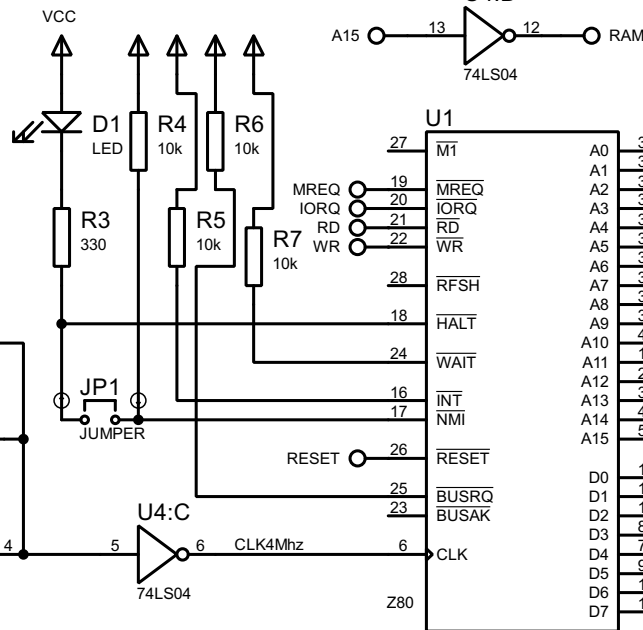 VCC
A15 13 12 RAM
74LS04
U1
D1 R4 R6
LED 10k 10k
R3
330
R5
10k
R7
10k
27 M1 A0
A1
MREQ 19 MREQ A2
IORQ 20 IORQ A3
RD 21 RD A4
WR 22 WR A5
A6
28 RFSH A7
A8
18 HALT A9
A10
24 WAIT A11
A12
JP1 16 INT A13
JUMPER 17 NMI A14
A15
RESET 26 RESET
D0
25 BUSRQ D1
23 BUSAK D2
U4:C D3
4 5 6 CLK4Mhz 6 CLK D4
74LS04 D5
D6
Z80 D7